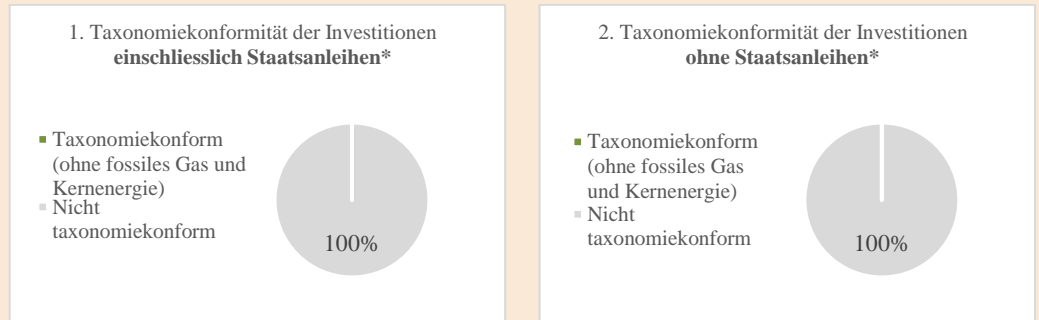 1. Taxonomiekonformität der Investitionen
einschliesslich Staatsanleihen*
Taxonomiekonform
(ohne fossiles Gas und
Kernenergie)
Nicht
taxonomiekonform
100%
2. Taxonomiekonformität der Investitionen
ohne Staatsanleihen*
Taxonomiekonform
(ohne fossiles Gas
und Kernenergie)
Nicht
taxonomiekonform
100%